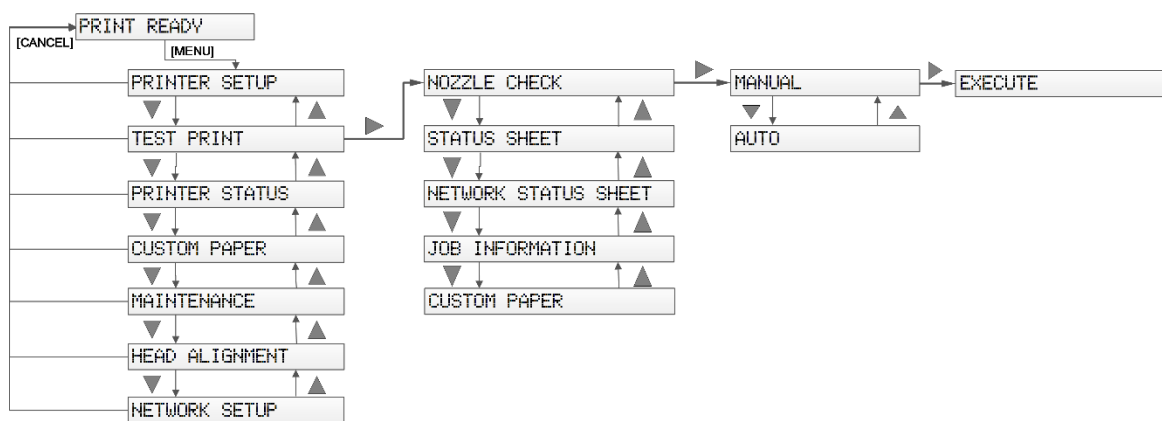 PRINT READY
[CANCEL]
[MENU]
PRINTER SETUP
TEST PRINT
PRINTER STATUS
CUSTOM PAPER
MAINTENANCE
HEAD ALIGNMENT
NETWORK SETUP
NOZZLE CHECK
STATUS SHEET
NETWORK STATUS SHEET
JOB INFORMATION
CUSTOM PAPER
MANUAL
AUTO
EXECUTE